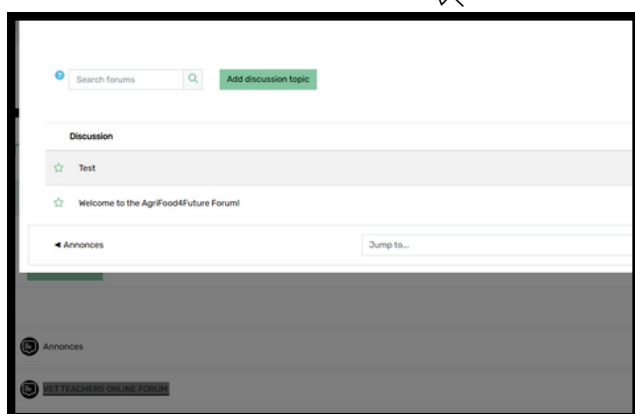 Search forums
Add discussion topic
Discussion
Test
Welcome to the AgriFood4Future Forum!
◄ Annonces
Jump to...
Annonces
VET TEACHERS ONLINE FORUM